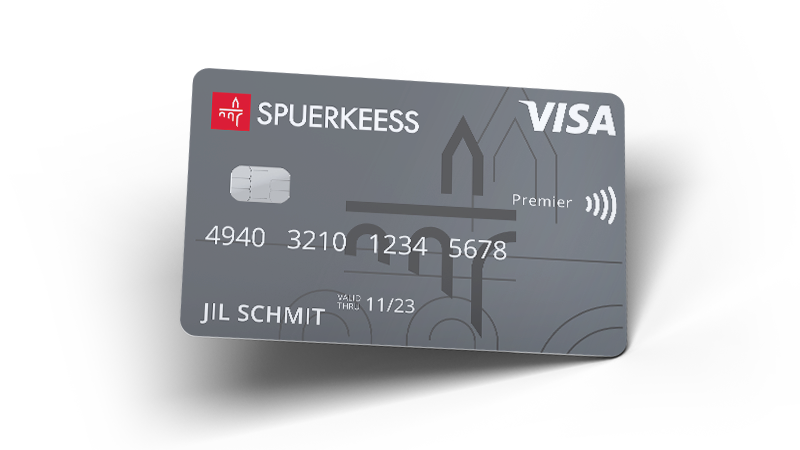 SPUERKEESS
VISA
Premier
4940 3210 1234 5678
VALID THRU 11/23
JIL SCHMIT